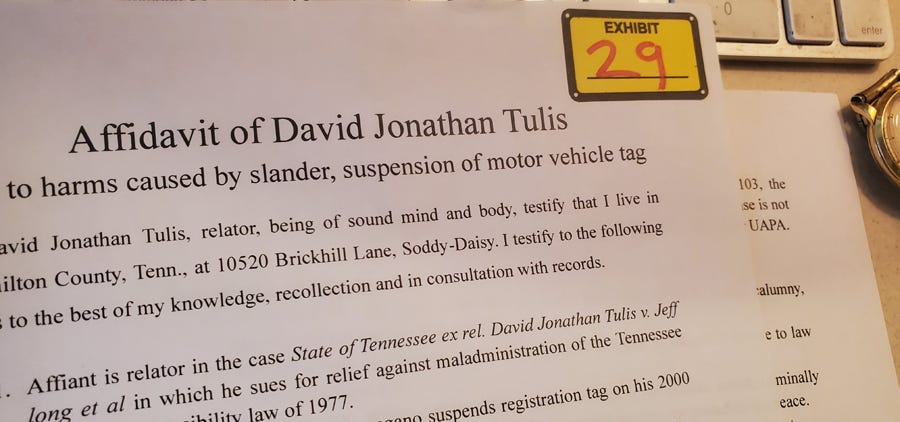 EXHIBIT
29
Affidavit of David Jonathan Tulis
to harms caused by slander, suspension of motor vehicle tag
avid Jonathan Tulis, relator, being of sound mind and body, testify that I live in
ilton County, Tenn., at 10520 Brickhill Lane, Soddy-Daisy. I testify to the following
s to the best of my knowledge, recollection and in consultation with records.
. Affiant is relator in the case State of Tennessee ex rel. David Jonathan Tulis v. Jeff
long et al in which he sues for relief against maladministration of the Tennessee
ibility law of 1977.
suspends registration tag on his 2000
103, the
se is not
UAPA.
alumny,
e to law
minally
eace.
0
enter